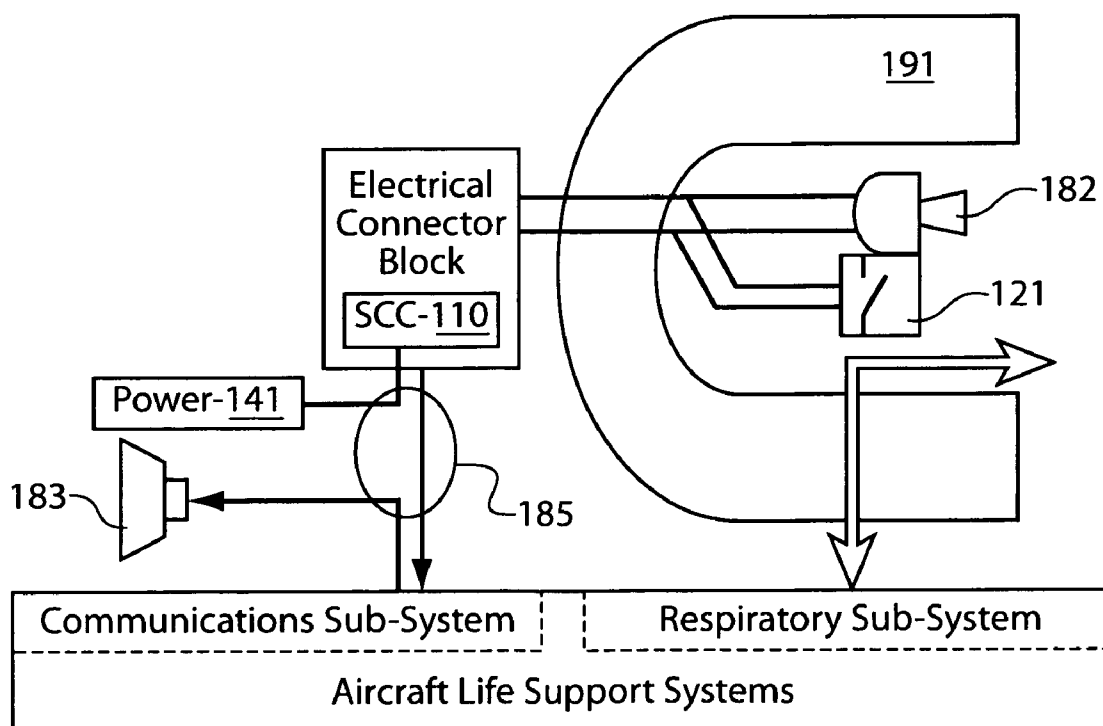 191
Electrical
Connector
Block
SCC-110
182
121
Power-141
183
185
Communications Sub-System
Respiratory Sub-System
Aircraft Life Support Systems